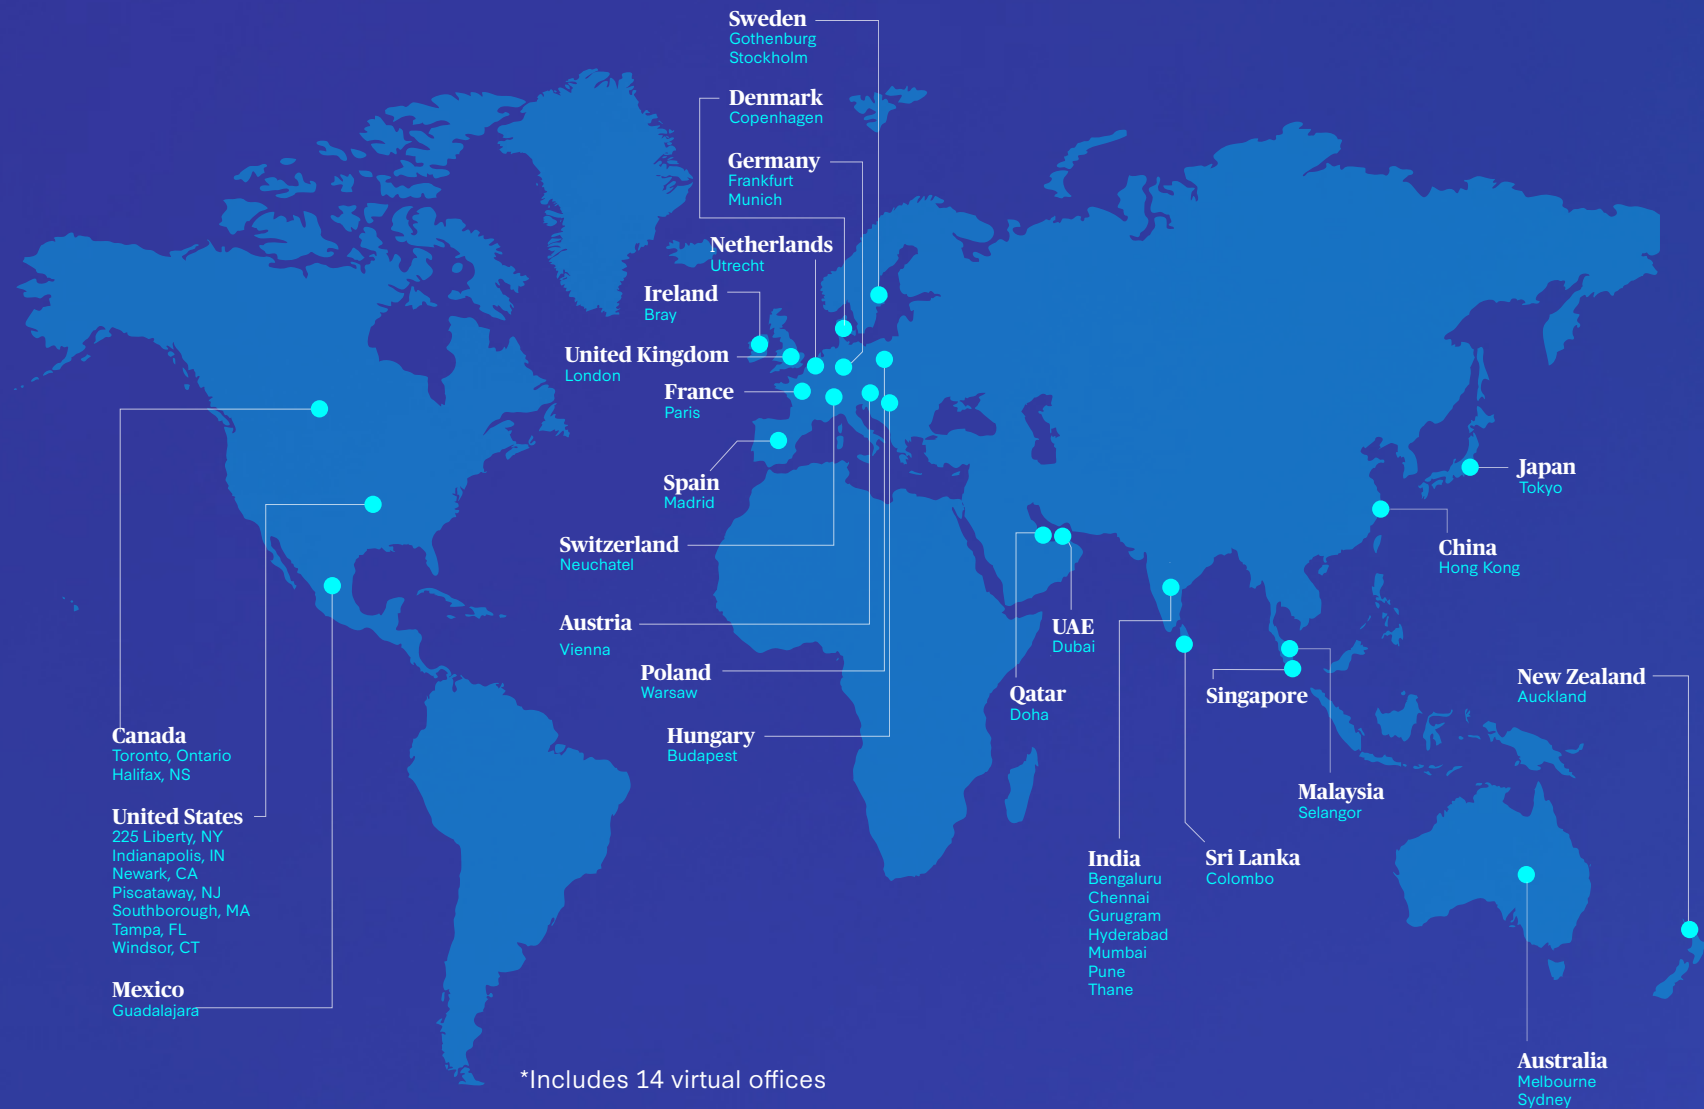 Sweden
Gothenburg
Stockholm
Denmark
Copenhagen
Germany
Frankfurt
Munich
Netherlands
Utrecht
Ireland
Bray
United Kingdom
London
France
Paris
Spain
Madrid
Switzerland
Neuchatel
Austria
Vienna
Poland
Warsaw
Hungary
Budapest
Canada
Toronto, Ontario
Halifax, NS
United States
225 Liberty, NY
Indianapolis, IN
Newark, CA
Piscataway, NJ
Southborough, MA
Tampa, FL
Windsor, CT
Mexico
Guadalajara
Japan
Tokyo
China
Hong Kong
UAE
Dubai
Qatar
Doha
Singapore
New Zealand
Auckland
Malaysia
Selangor
India
Bengaluru
Chennai
Gurugram
Hyderabad
Mumbai
Pune
Thane
Sri Lanka
Colombo
Australia
Melbourne
Sydney
*Includes 14 virtual offices